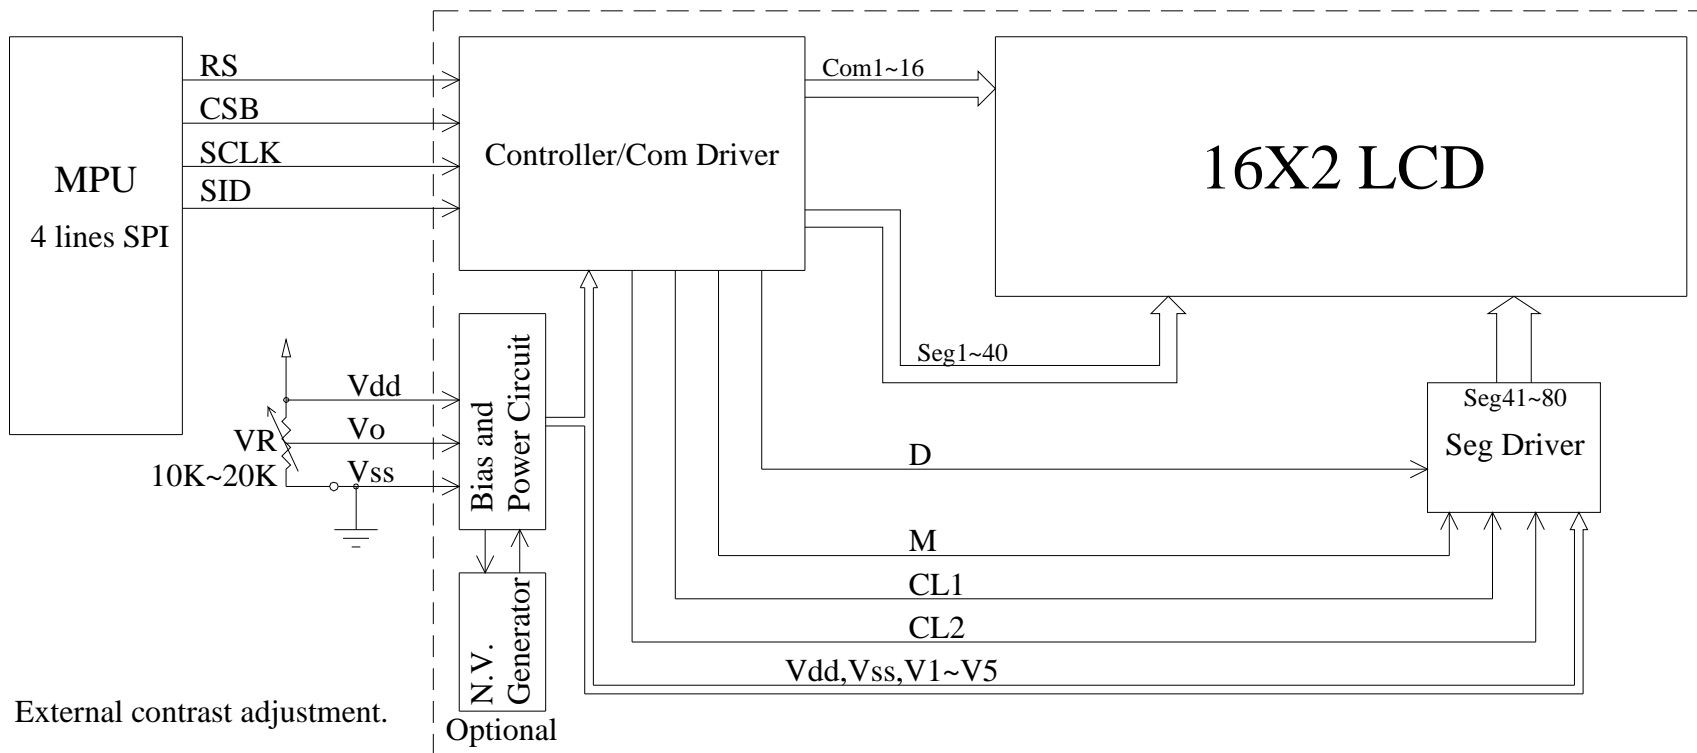 MPU
4 lines SPI
RS
CSB
SCLK
SID
Controller/Com Driver
Com1~16
16X2 LCD
Seg1~40
Seg41~80
Seg Driver
Vdd
Vo
Vss
VR
10K~20K
Bias and
Power Circuit
D
M
CL1
CL2
Vdd,Vss,V1~V5
N.V.
Generator
Optional
External contrast adjustment.